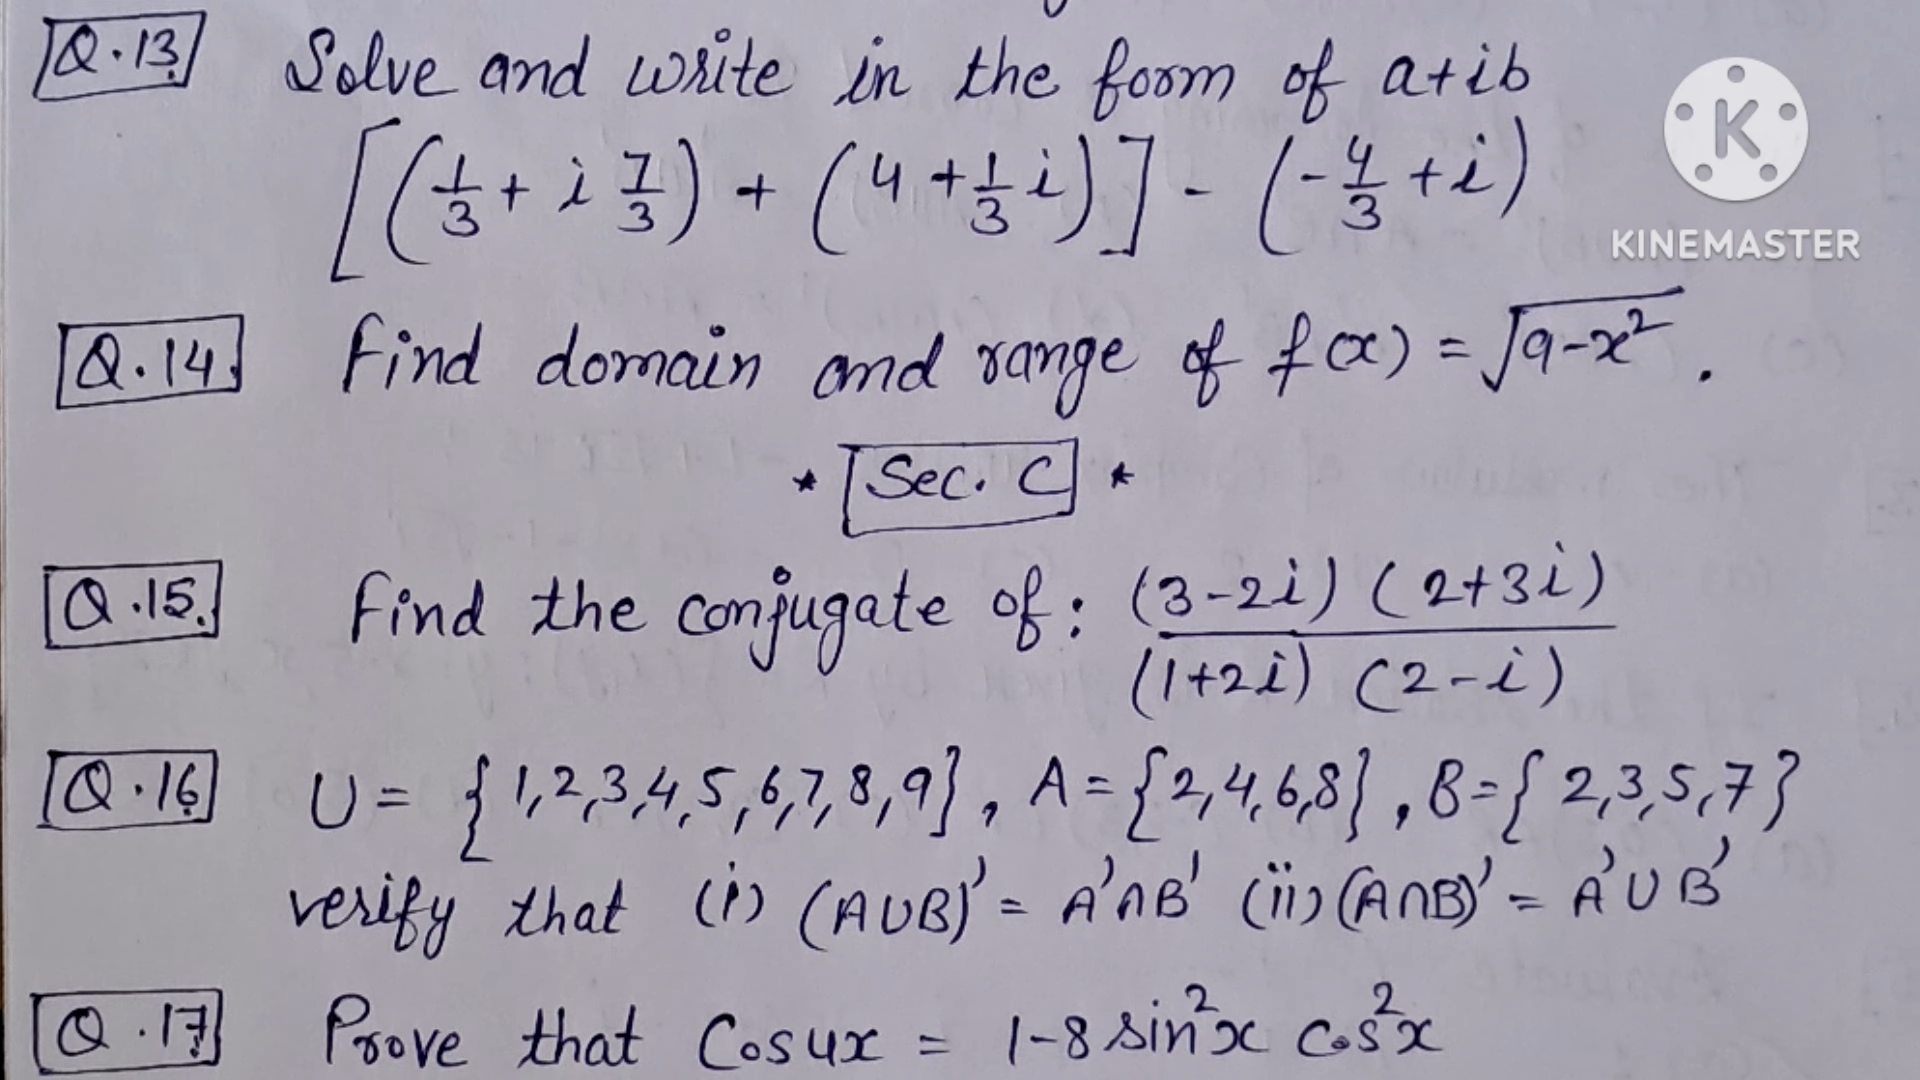 Q.13. Solve and write in the form of a+ib
[(1/3 + i 7/3) + (4 + 1/3 i)] - (-4/3 + i)
K
KINEMASTER
Q.14. Find domain and range of f(x) = √9-x² .
* Sec. C *
Q.15. Find the conjugate of: (3-2i) (2+3i) / (1+2i) (2-i)
Q.16. U = {1,2,3,4,5,6,7,8,9}, A={2,4,6,8}, B={2,3,5,7}
verify that (i) (A∪B)' = A'∩B' (ii) (A∩B)' = A'∪B'
Q.17. Prove that Cos4x = 1-8 sin²x cos²x